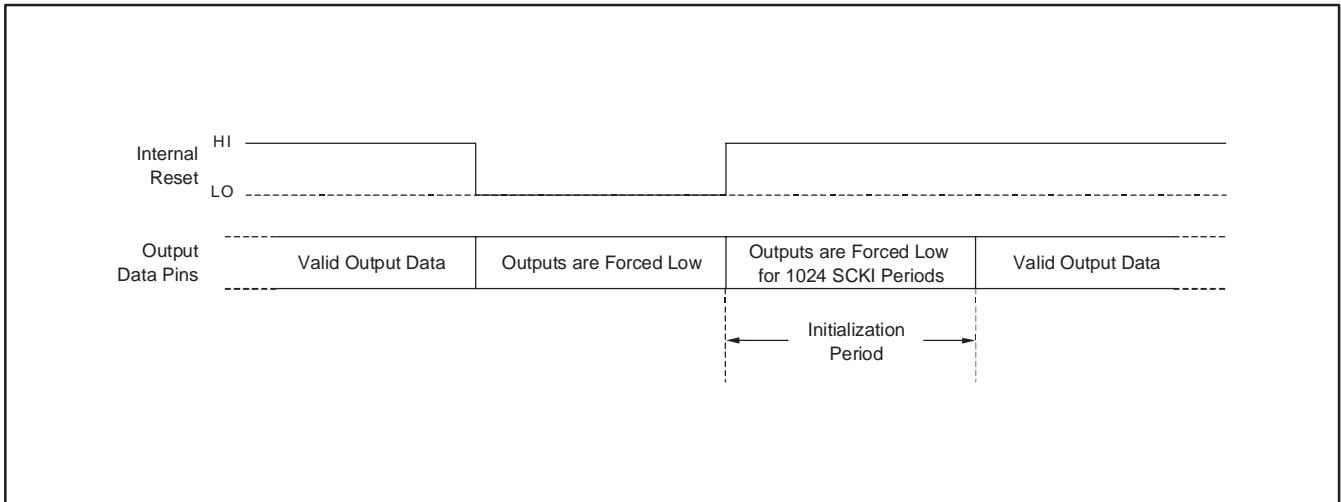 HI
Internal
Reset
LO
Output
Data Pins
Valid Output Data
Outputs are Forced Low
Outputs are Forced Low
for 1024 SCKI Periods
Valid Output Data
Initialization
Period